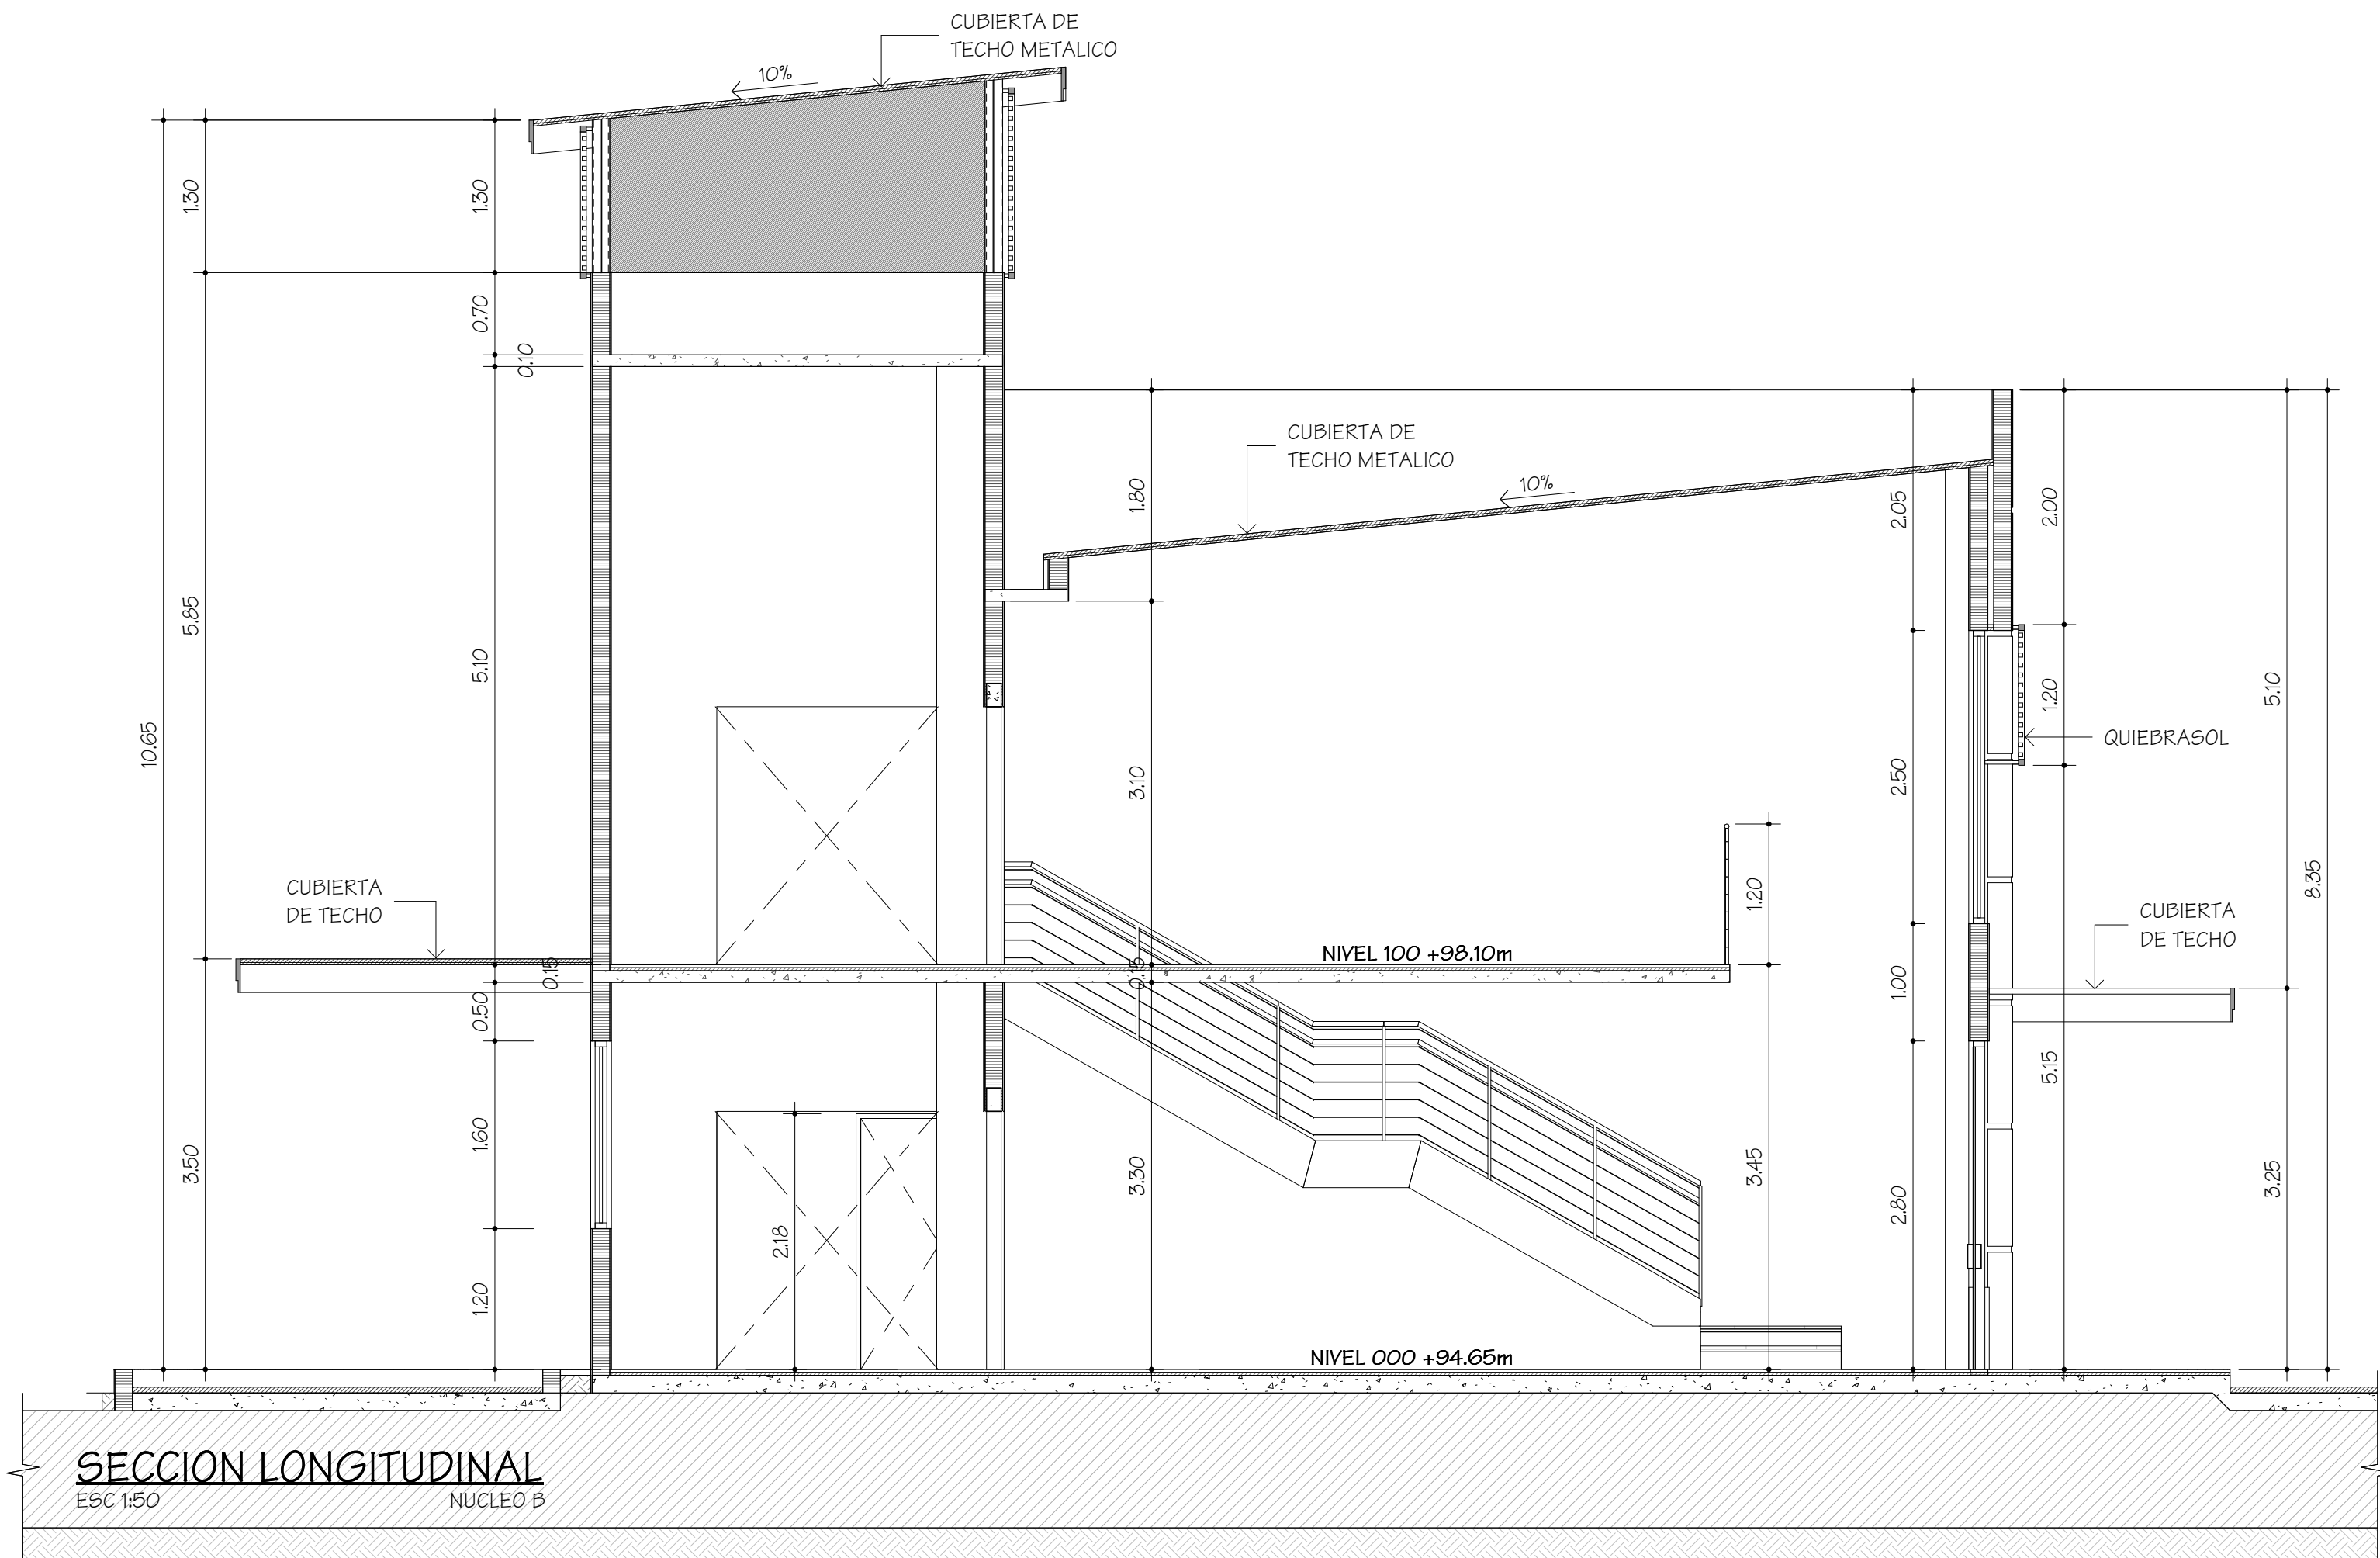 CUBIERTA DE
TECHO METALICO
10%
1.30
1.30
0.70
0.10
5.85
5.10
10.65
CUBIERTA DE
TECHO METALICO
10%
1.80
2.05
2.00
1.20
5.10
QUIEBRASOL
3.10
2.50
8.35
1.20
CUBIERTA
DE TECHO
CUBIERTA
DE TECHO
NIVEL 100 +98.10m
0.15
0.50
1.00
5.15
1.60
3.50
2.18
3.30
3.45
2.80
3.25
1.20
NIVEL 000 +94.65m
SECCION LONGITUDINAL
ESC 1:50
NUCLEO B